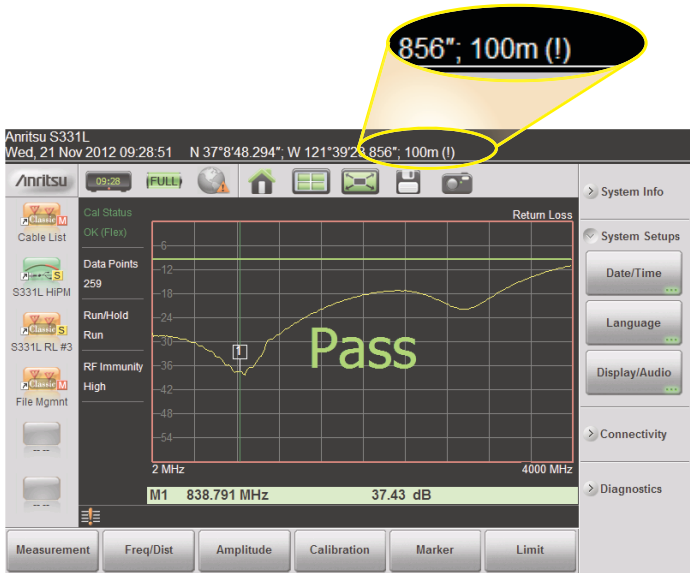 856"; 100m (!)
Anritsu S331L
Wed, 21 Nov 2012 09:28:51 N 37°8'48.294"; W 121°39'23.856"; 100m (!)
/Inritsu
09:28
(FULL)
System Info
Classic M
Cable List
Cal Status
OK (Flex)
Return Loss
System Setups
Date/Time
S
S331L HiPM
Data Points
259
Language
Classic S
S331L RL #3
Run/Hold
Run
Display/Audio
Classic M
File Mgmnt
RF Immunity
High
-6
-12
-18
-24
-30
-36
-42
-48
-54
1
Pass
Connectivity
-- --
2 MHz
4000 MHz
Diagnostics
M1 838.791 MHz 37.43 dB
-- --
Measurement
Freq/Dist
Amplitude
Calibration
Marker
Limit